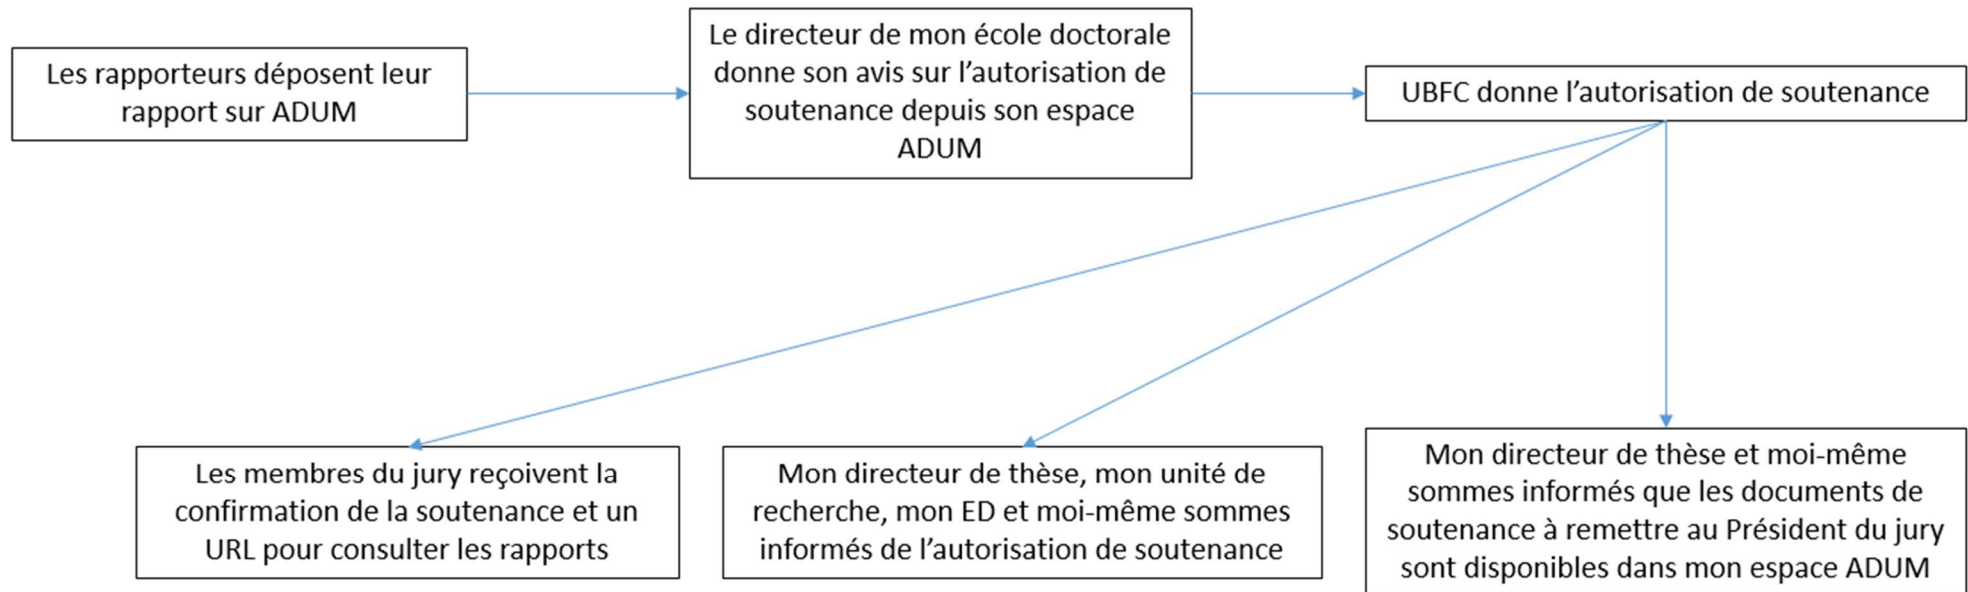 Les rapporteurs déposent leur
rapport sur ADUM
Le directeur de mon école doctorale
donne son avis sur l’autorisation de
soutenance depuis son espace
ADUM
UBFC donne l’autorisation de soutenance
Les membres du jury reçoivent la
confirmation de la soutenance et un
URL pour consulter les rapports
Mon directeur de thèse, mon unité de
recherche, mon ED et moi-même sommes
informés de l’autorisation de soutenance
Mon directeur de thèse et moi-même
sommes informés que les documents de
soutenance à remettre au Président du jury
sont disponibles dans mon espace ADUM